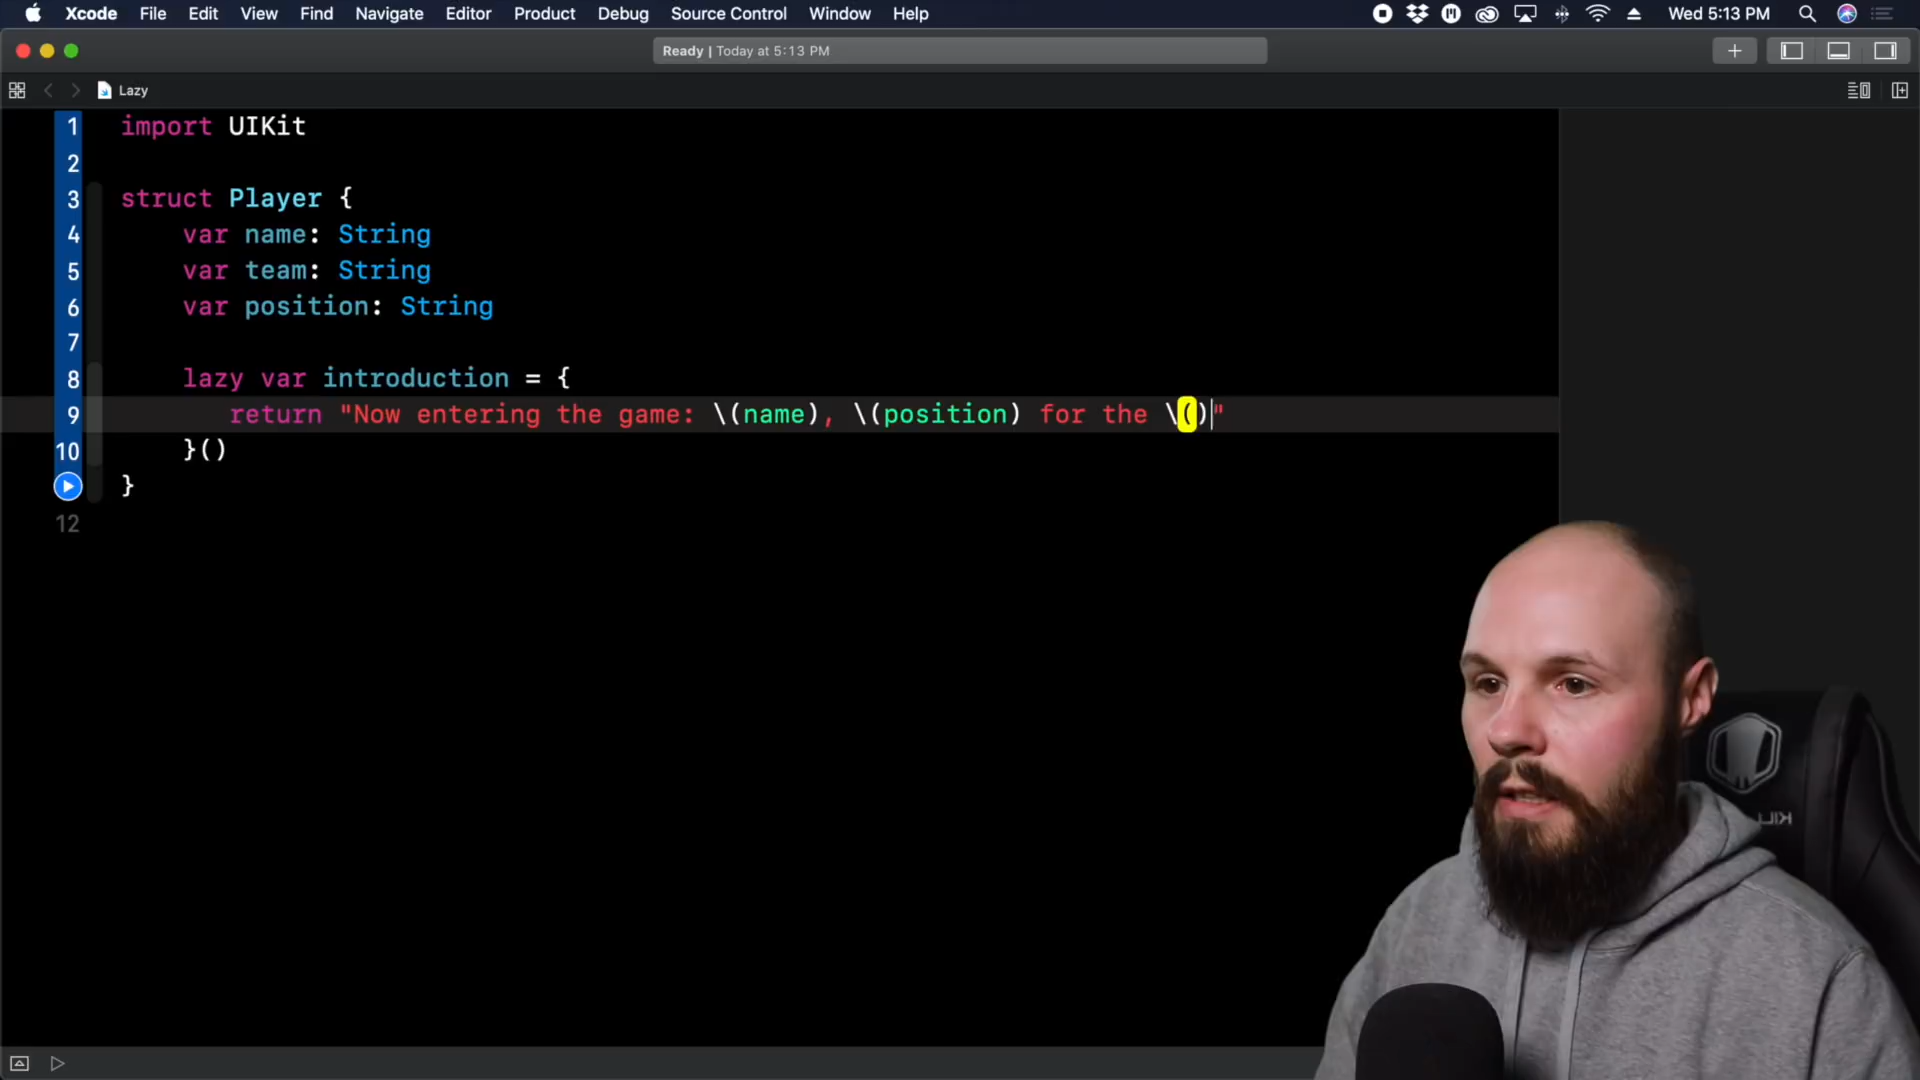 Xcode File Edit View Find Navigate Editor Product Debug Source Control Window Help Wed 5:13 PM
Ready | Today at 5:13 PM
Lazy
1 import UIKit
2
3 struct Player {
4 var name: String
5 var team: String
6 var position: String
7
8 lazy var introduction = {
9 return "Now entering the game: \(name), \(position) for the \()"
10 }()
}
12